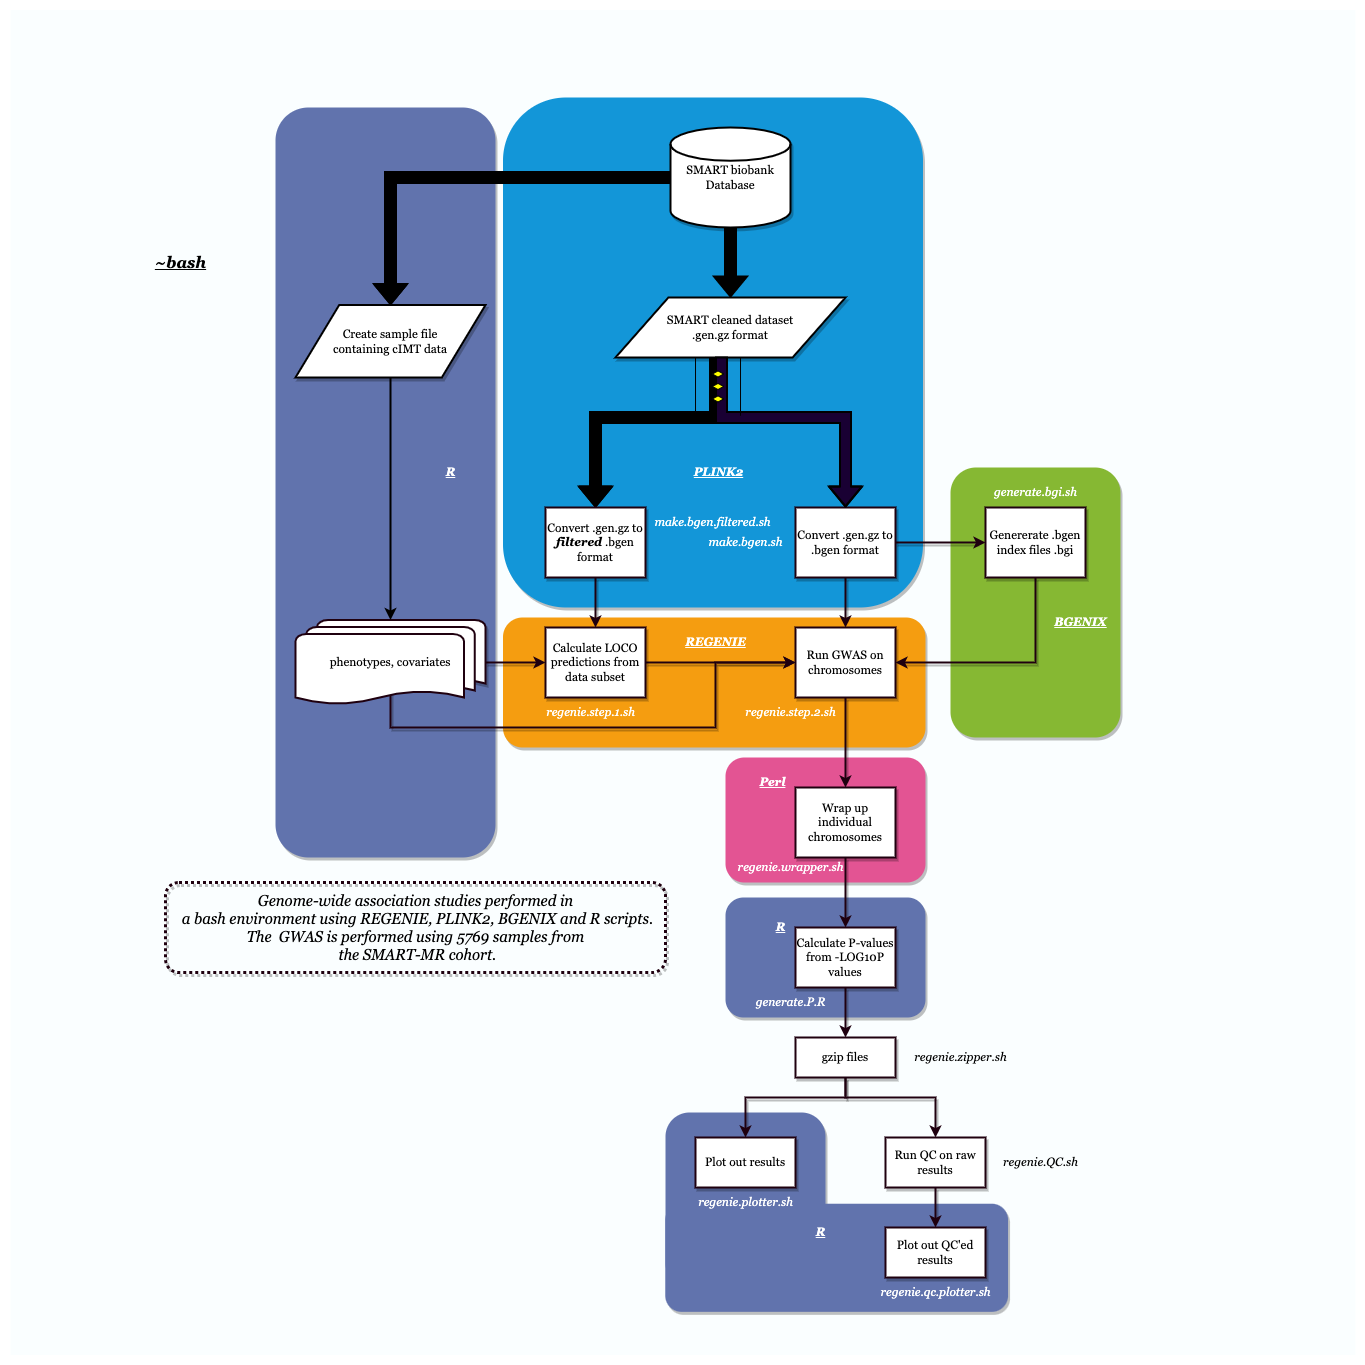 SMART biobank
Database
~bash
SMART cleaned dataset
.gen.gz format
Create sample file
containing cIMT data
R
PLINK2
generate.bgi.sh
make.bgen.filtered.sh
make.bgen.sh
Convert .gen.gz to
filtered .bgen
format
Convert .gen.gz to
.bgen format
Genererate .bgen
index files .bgi
BGENIX
REGENIE
phenotypes, covariates
Calculate LOCO
predictions from
data subset
Run GWAS on
chromosomes
regenie.step.1.sh
regenie.step.2.sh
Perl
Wrap up
individual
chromosomes
regenie.wrapper.sh
Genome-wide association studies performed in
a bash environment using REGENIE, PLINK2, BGENIX and R scripts.
The GWAS is performed using 5769 samples from
the SMART-MR cohort.
R
Calculate P-values
from -LOG10P
values
generate.P.R
gzip files
regenie.zipper.sh
Plot out results
regenie.plotter.sh
Run QC on raw
results
regenie.QC.sh
R
Plot out QC'ed
results
regenie.qc.plotter.sh